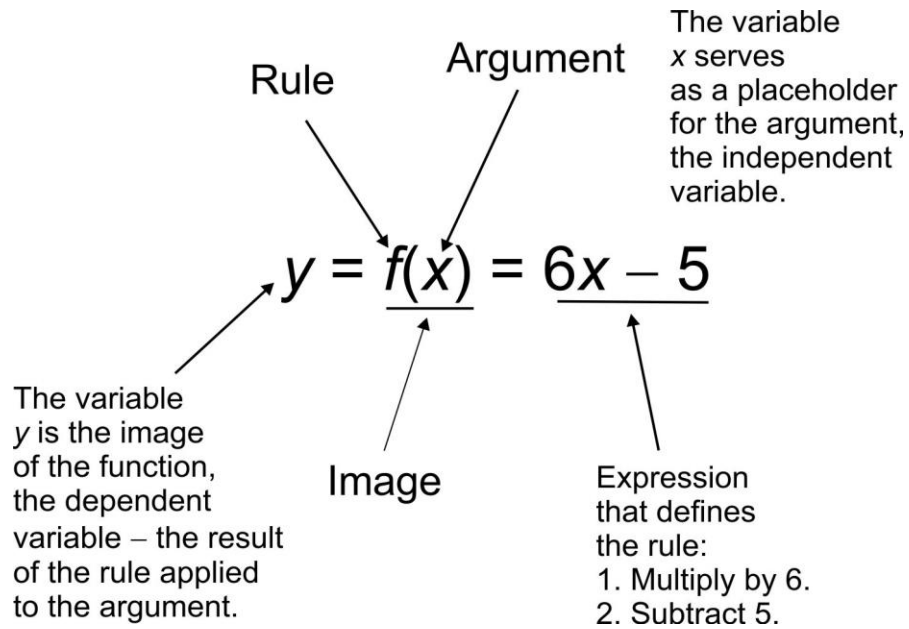 Rule
Argument
The variable
x serves
as a placeholder
for the argument,
the independent
variable.
y = f(x) = 6x – 5
The variable
y is the image
of the function,
the dependent
variable – the result
of the rule applied
to the argument.
Image
Expression
that defines
the rule:
1. Multiply by 6.
2. Subtract 5.